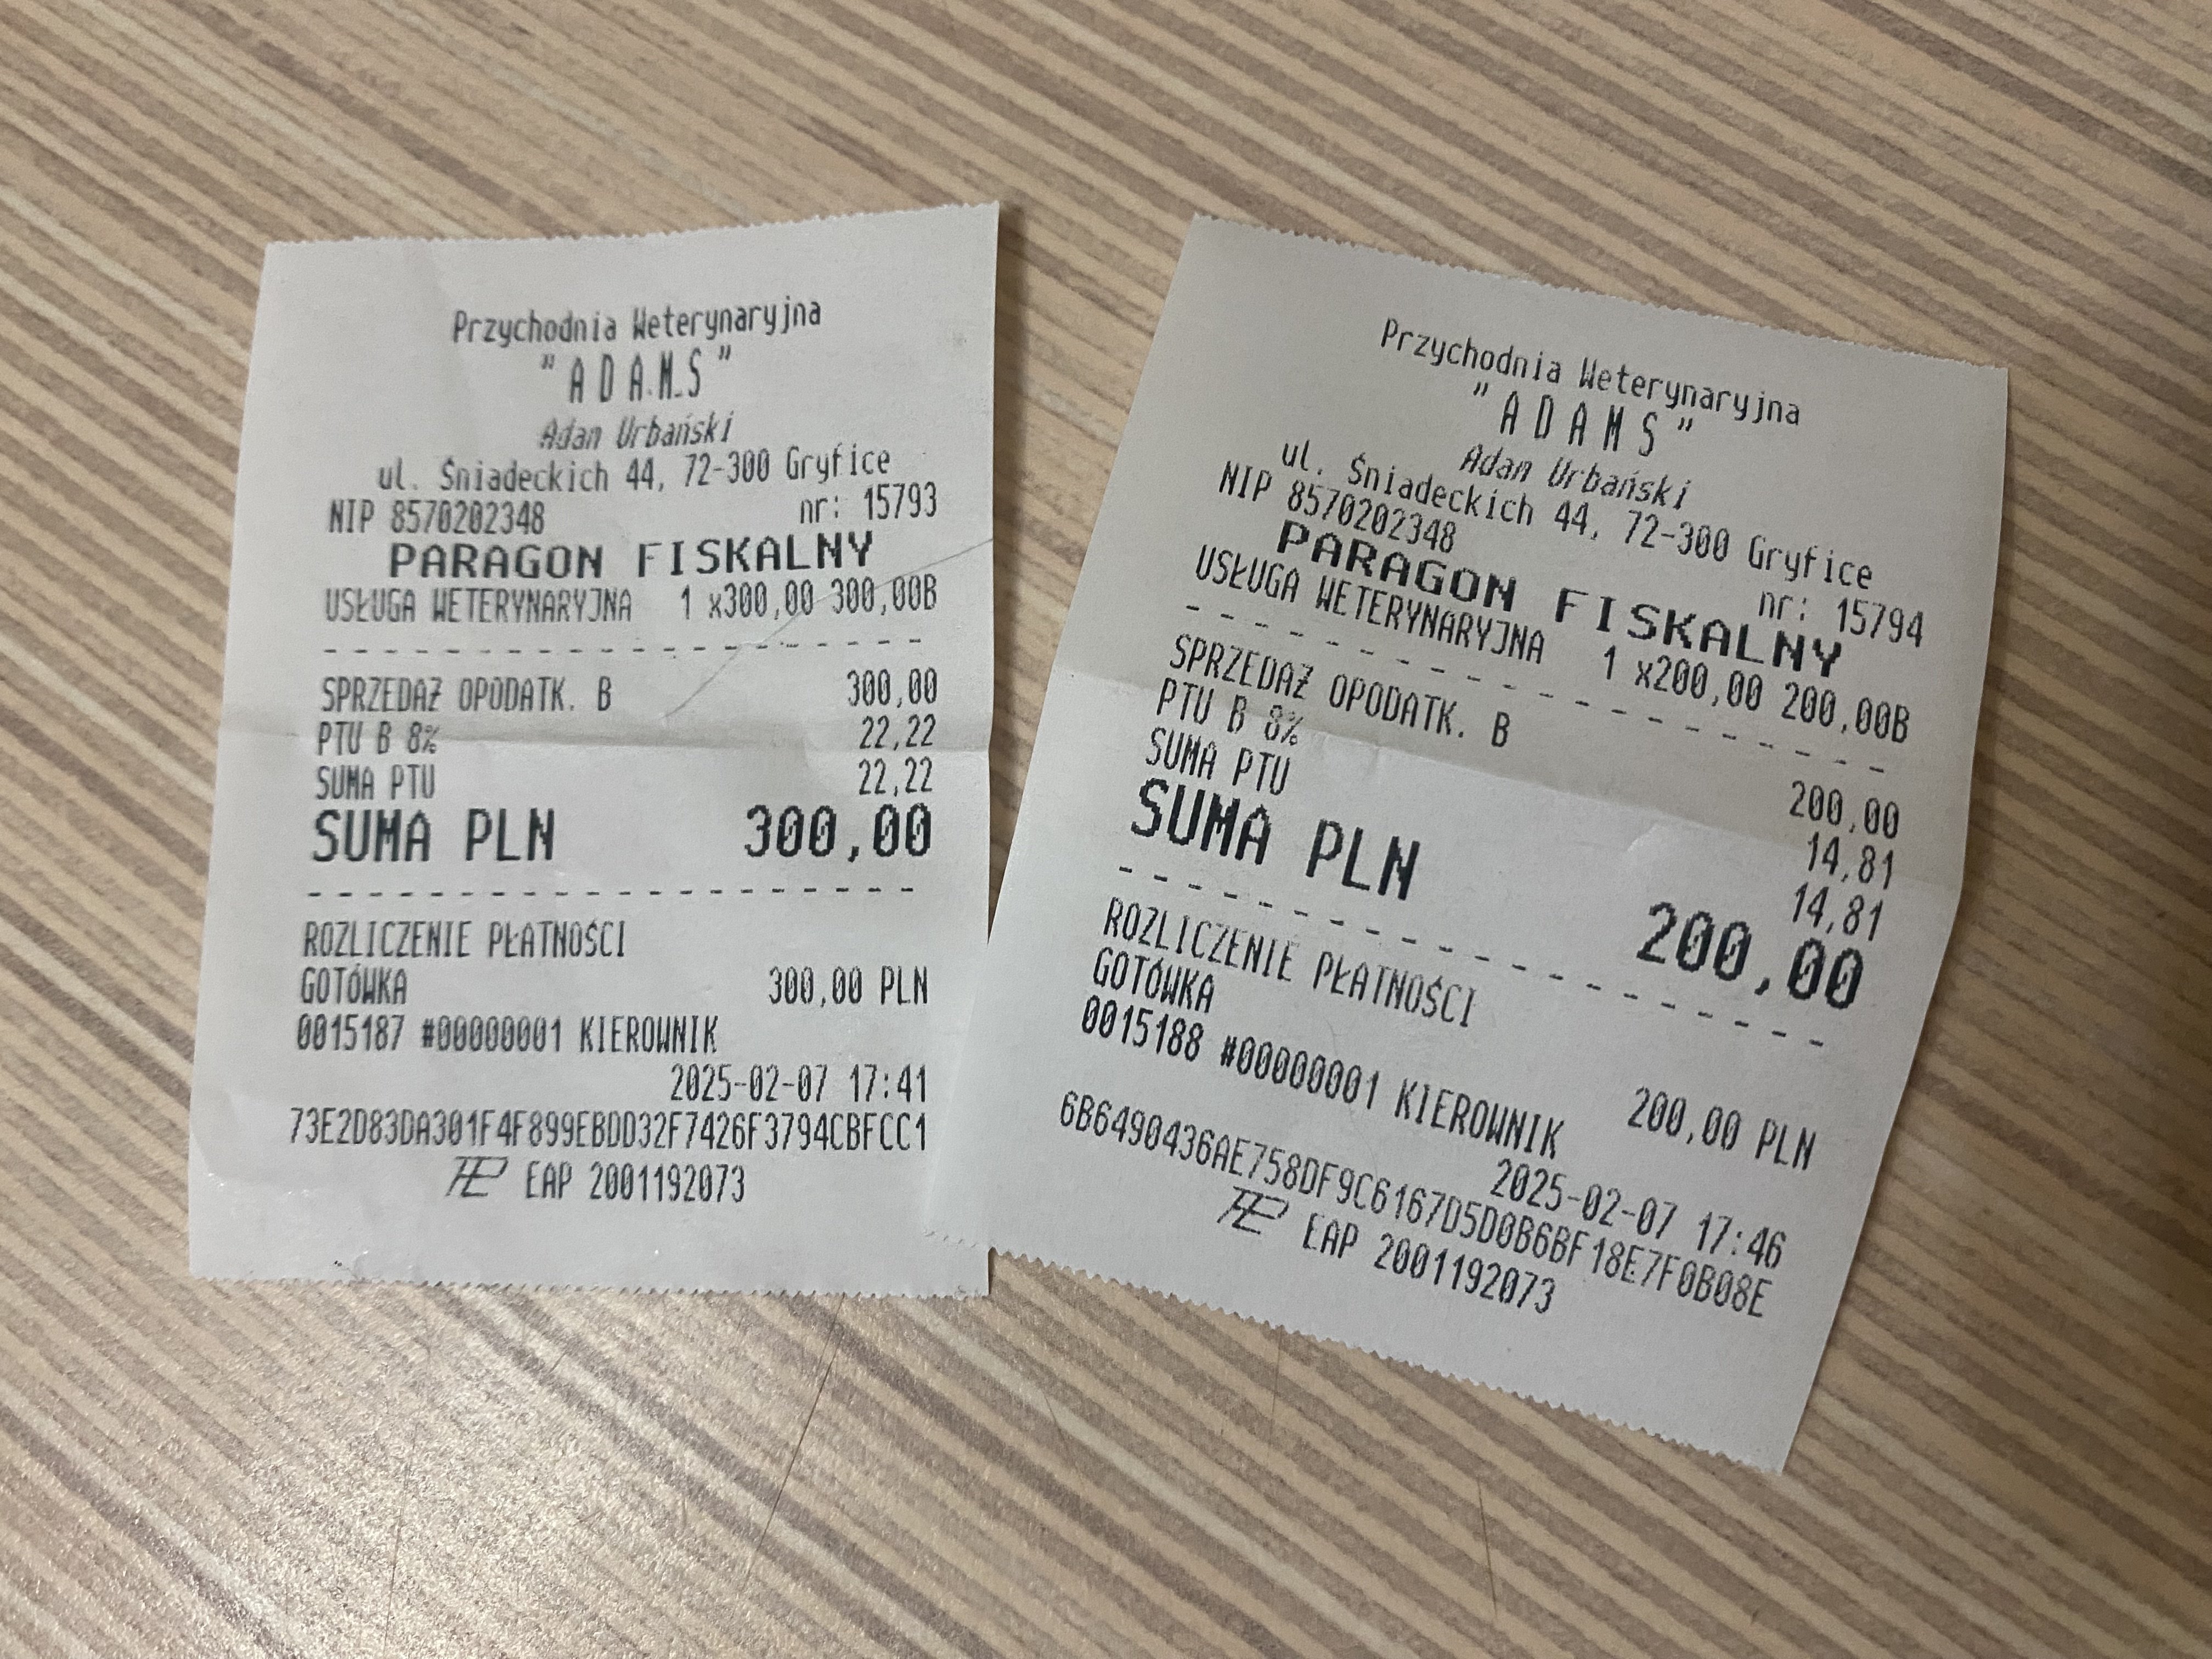 Przychodnia Weterynaryjna
"ADAMS"
Adam Urbański
ul. Śniadeckich 44, 72-300 Gryfice
NIP 8570202348 nr: 15793
PARAGON FISKALNY
USŁUGA WETERYNARYJNA 1 x300,00 300,00B
SPRZEDAŻ OPODATK. B 300,00
PTU B 8% 22,22
SUMA PTU 22,22
SUMA PLN 300,00
ROZLICZENIE PŁATNOŚCI
GOTÓWKA 300,00 PLN
0015187 #00000001 KIEROWNIK
2025-02-07 17:41
73E2D83DA301F4F899EBDD32F7426F3794CBFCC1
EAP 2001192073
Przychodnia Weterynaryjna
"ADAMS"
Adam Urbański
ul. Śniadeckich 44, 72-300 Gryfice
NIP 8570202348 nr: 15794
PARAGON FISKALNY
USŁUGA WETERYNARYJNA 1 x200,00 200,00B
SPRZEDAŻ OPODATK. B 200,00
PTU B 8% 14,81
SUMA PTU 14,81
SUMA PLN 200,00
ROZLICZENIE PŁATNOŚCI
GOTÓWKA 200,00 PLN
0015188 #00000001 KIEROWNIK
2025-02-07 17:46
6B6490436AE758DF9C6167D5D0B6BF18E7F0B08E
EAP 2001192073